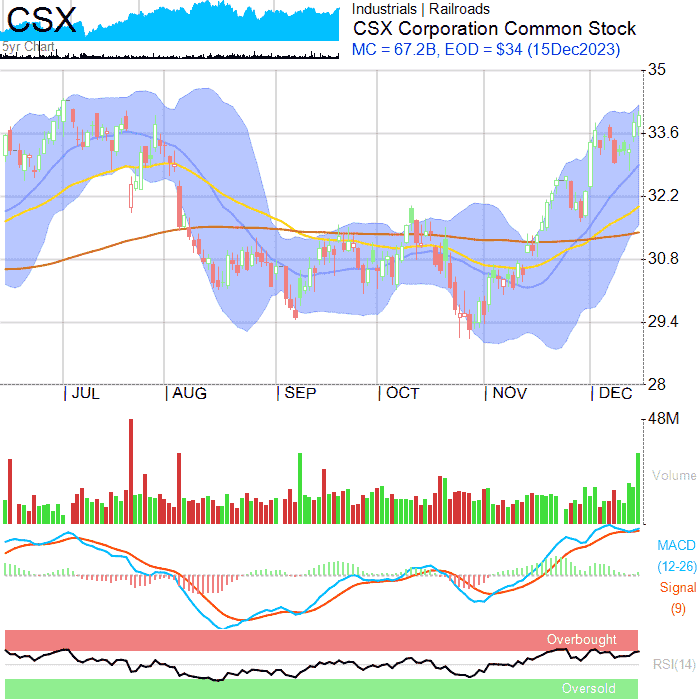 CSX
5yr Chart
Industrials | Railroads
CSX Corporation Common Stock
MC = 67.2B, EOD = $34 (15Dec2023)
35
33.6
32.2
30.8
29.4
28
| JUL
| AUG
| SEP
| OCT
| NOV
| DEC
48M
Volume
MACD
(12-26)
Signal
(9)
Overbought
RSI(14)
Oversold